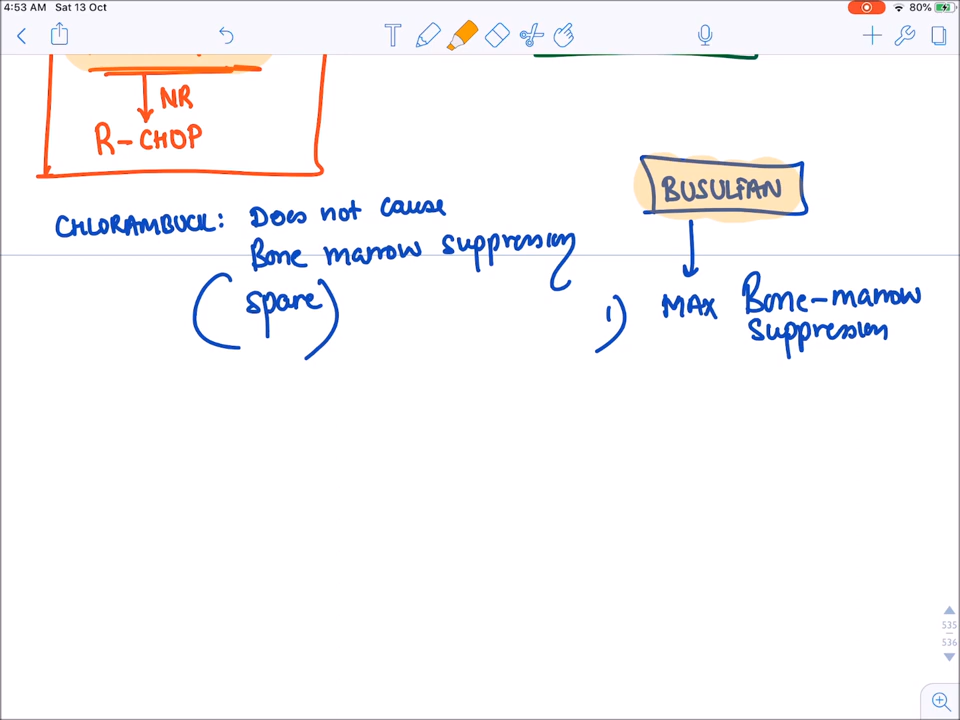 4:53 AM Sat 13 Oct
80%
T
NR
R-CHOP
BUSULFAN
CHLORAMBUCIL: Does not cause
Bone marrow suppression
(spare)
1) MAX Bone-marrow
suppression
535
536